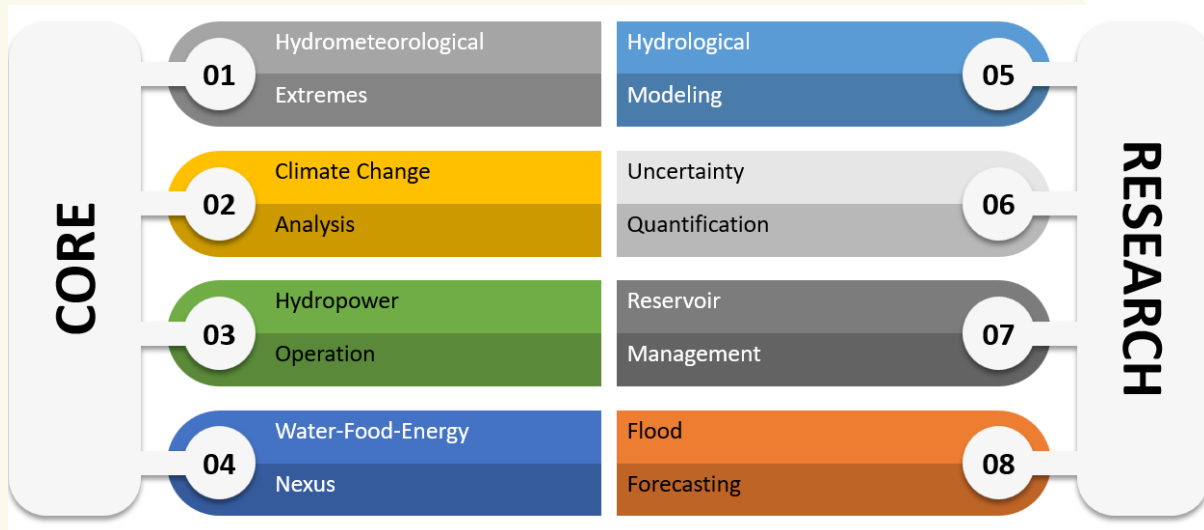 CORE
01
Hydrometeorological
Extremes
02
Climate Change
Analysis
03
Hydropower
Operation
04
Water-Food-Energy
Nexus
Hydrological
Modeling
05
Uncertainty
Quantification
06
Reservoir
Management
07
Flood
Forecasting
08
RESEARCH